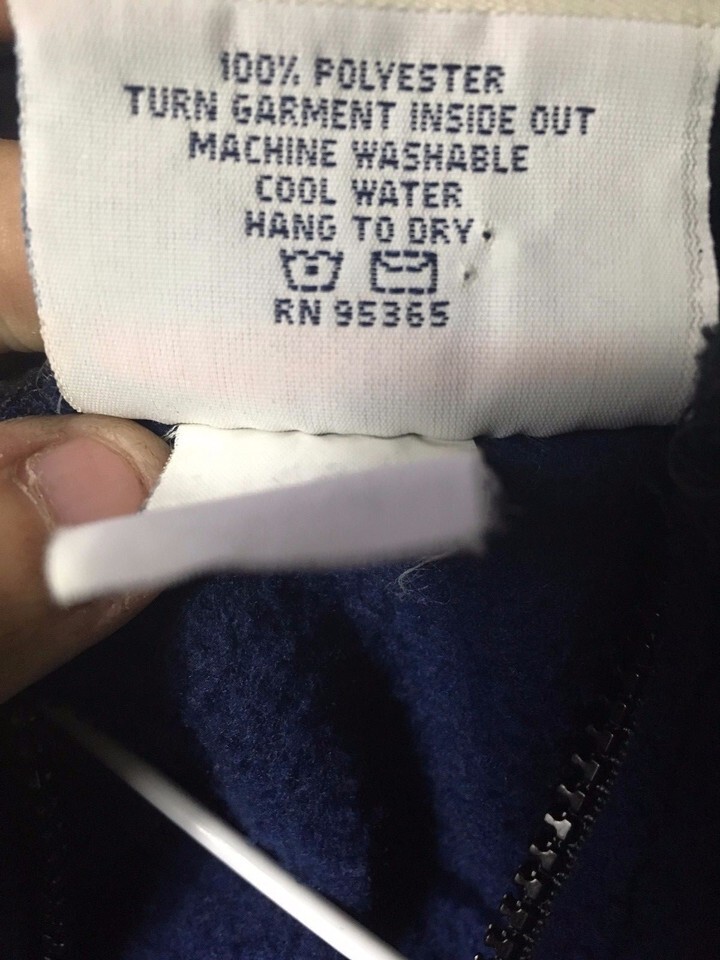 100% POLYESTER
TURN GARMENT INSIDE OUT
MACHINE WASHABLE
COOL WATER
HANG TO DRY
RN 95365